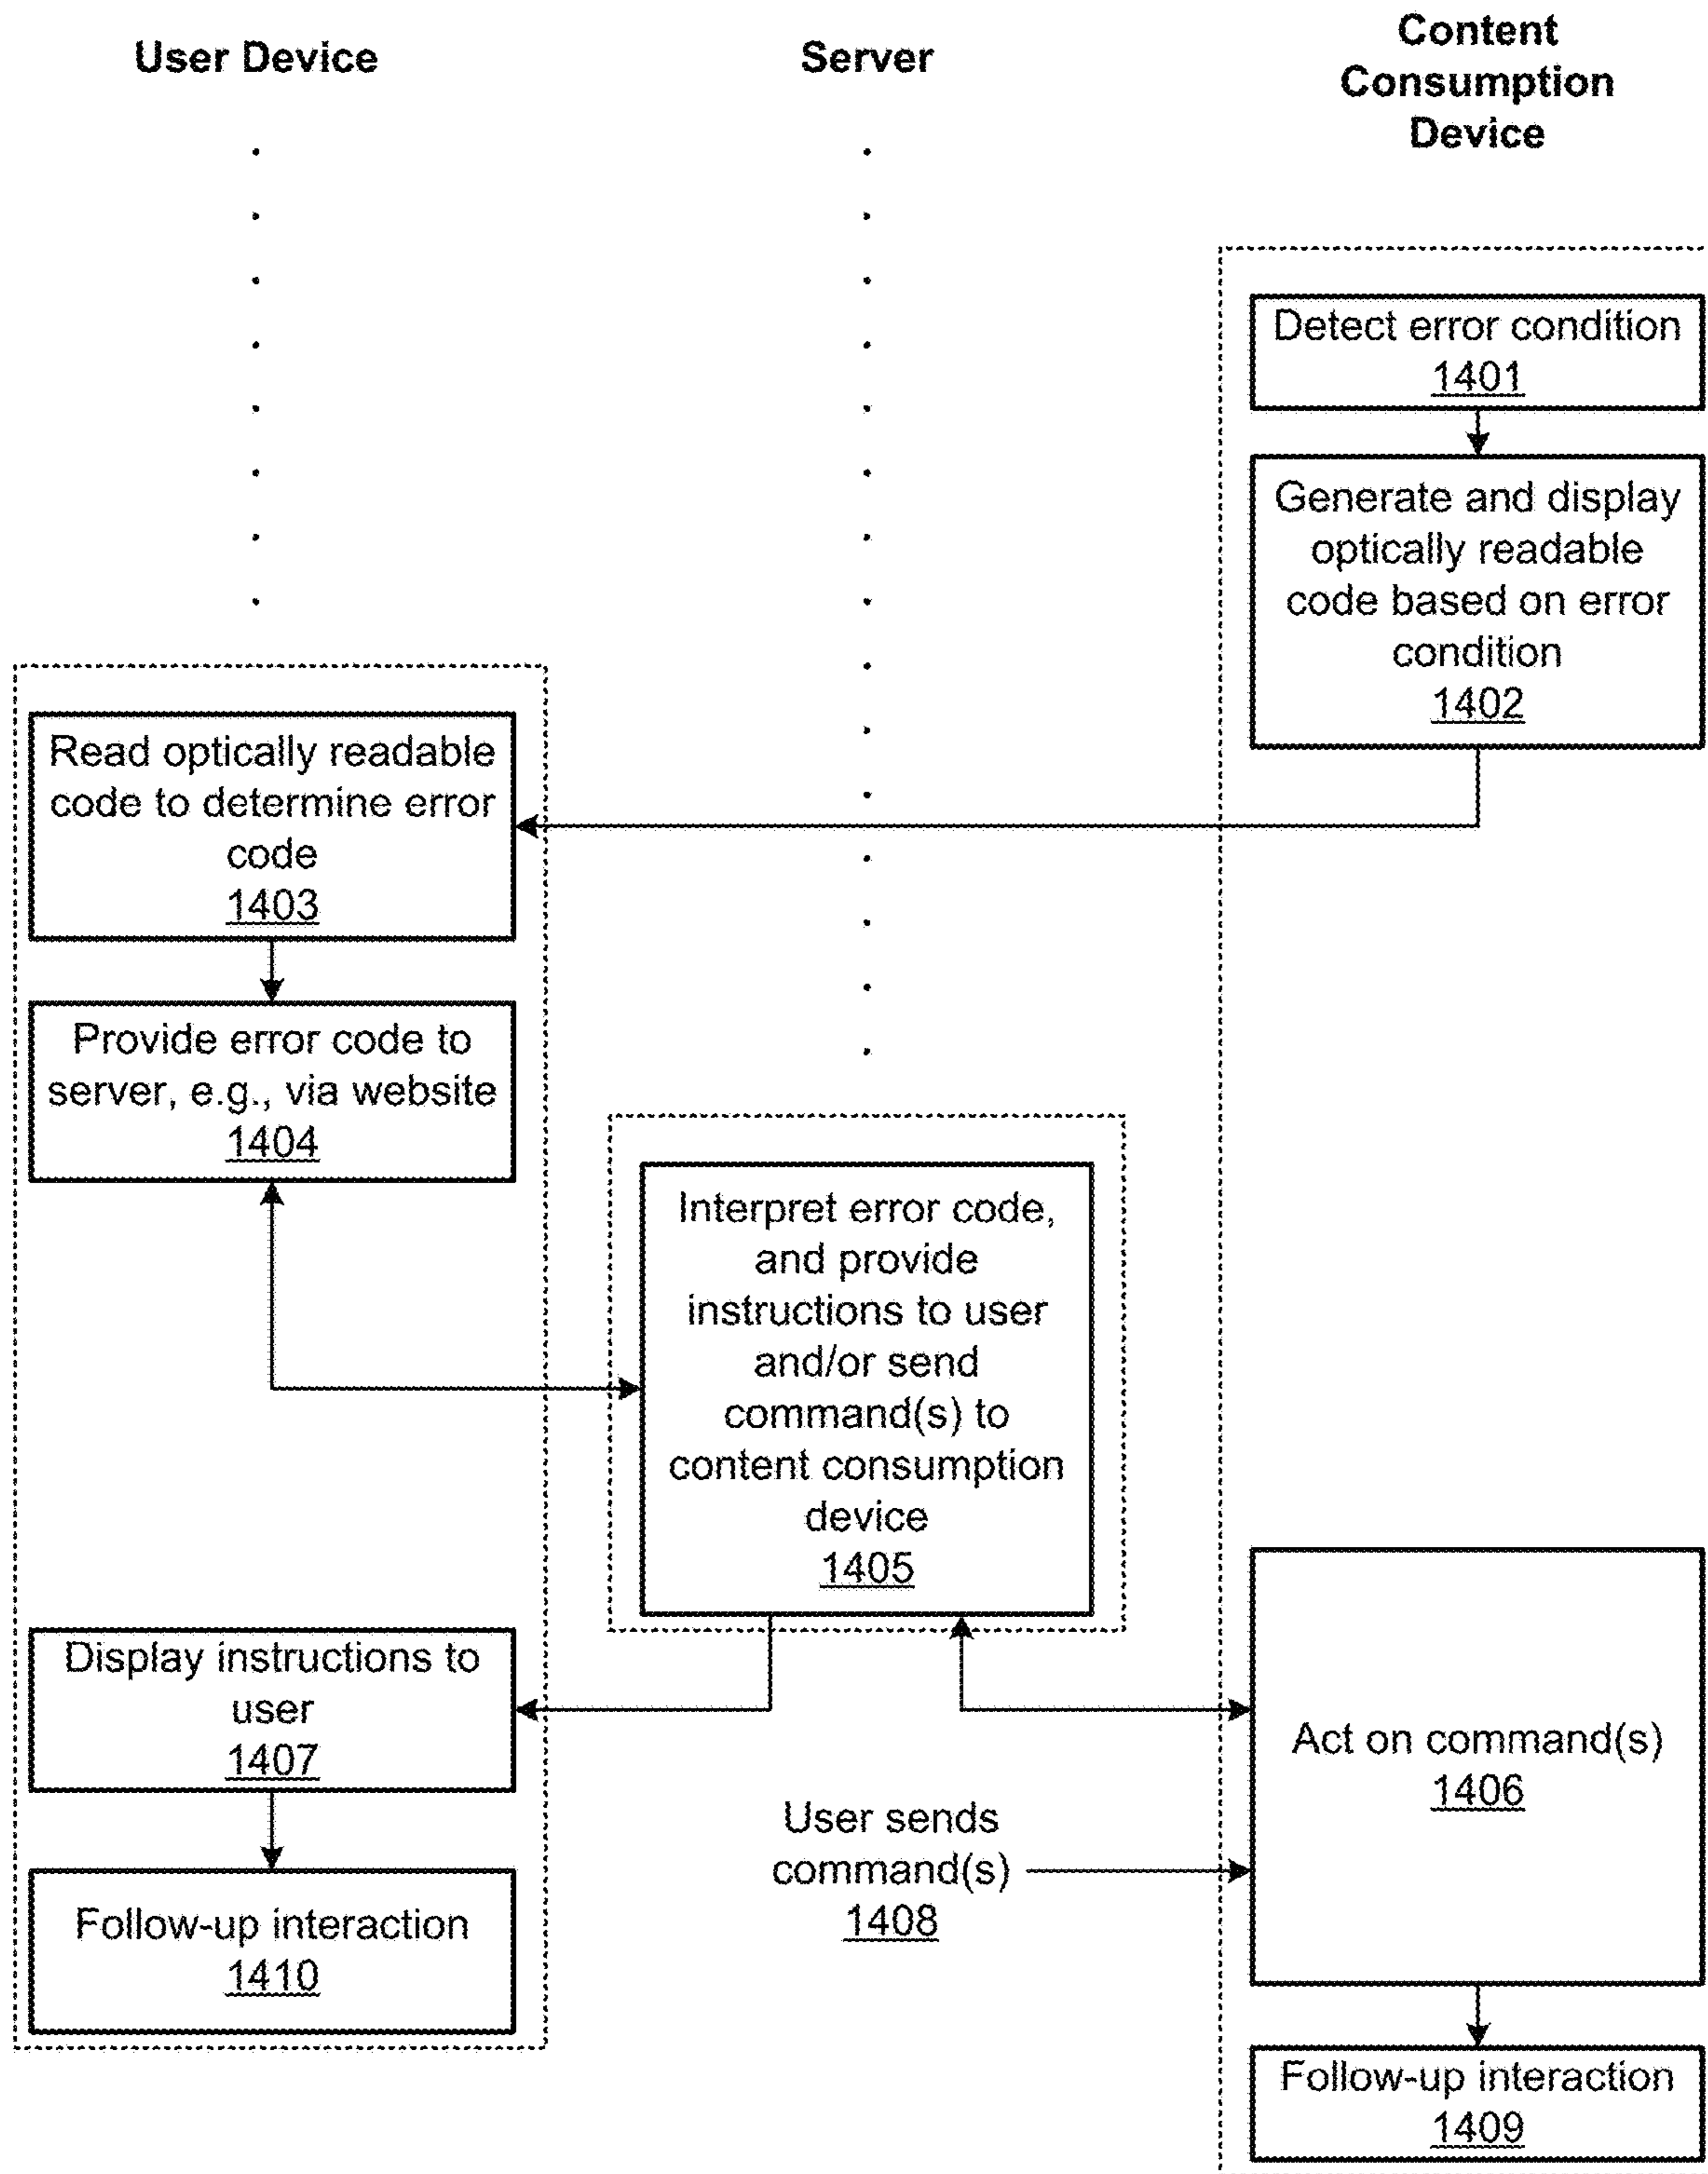 User Device
Server
Content
Consumption
Device
Detect error condition
1401
Generate and display
optically readable
code based on error
condition
1402
Read optically readable
code to determine error
code
1403
Provide error code to
server, e.g., via website
1404
Interpret error code,
and provide
instructions to user
and/or send
command(s) to
content consumption
device
1405
Act on command(s)
1406
Display instructions to
user
1407
User sends
command(s)
1408
Follow-up interaction
1410
Follow-up interaction
1409